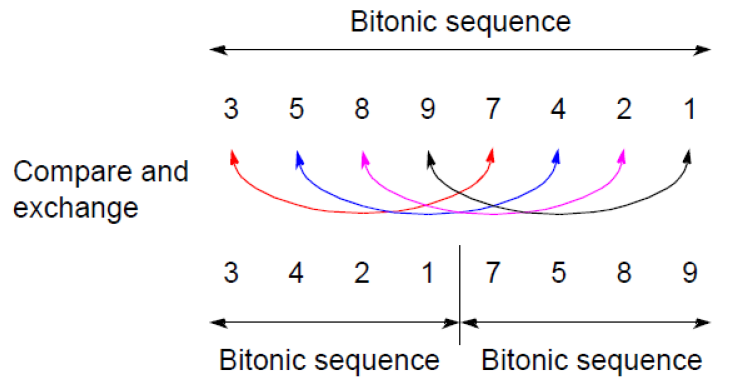 Bitonic sequence
3 5 8 9 7 4 2 1
Compare and
exchange
3 4 2 1 7 5 8 9
Bitonic sequence Bitonic sequence